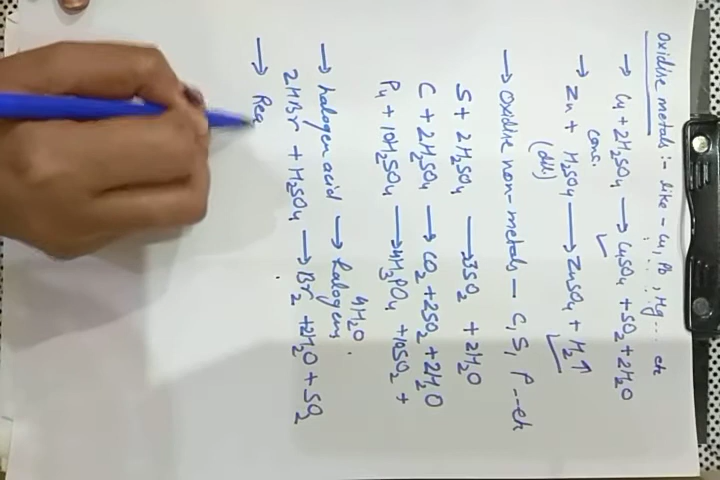 Oxidise metals :- like - Cu, Pb, Hg ... etc
→ Cu + 2H₂SO₄ → CuSO₄ + SO₂ + 2H₂O
conc.
→ Zn + H₂SO₄ → ZnSO₄ + H₂↑
(dil)
→ Oxidise non-metals - C, S, P -- etc
S + 2H₂SO₄ → 3SO₂ + 2H₂O
C + 2H₂SO₄ → CO₂ + 2SO₂ + 2H₂O
P₄ + 10H₂SO₄ → 4H₃PO₄ + 10SO₂ +
4H₂O.
→ halogen acid → halogens
2HBr + H₂SO₄ → Br₂ + 2H₂O + SO₂
→ Rea